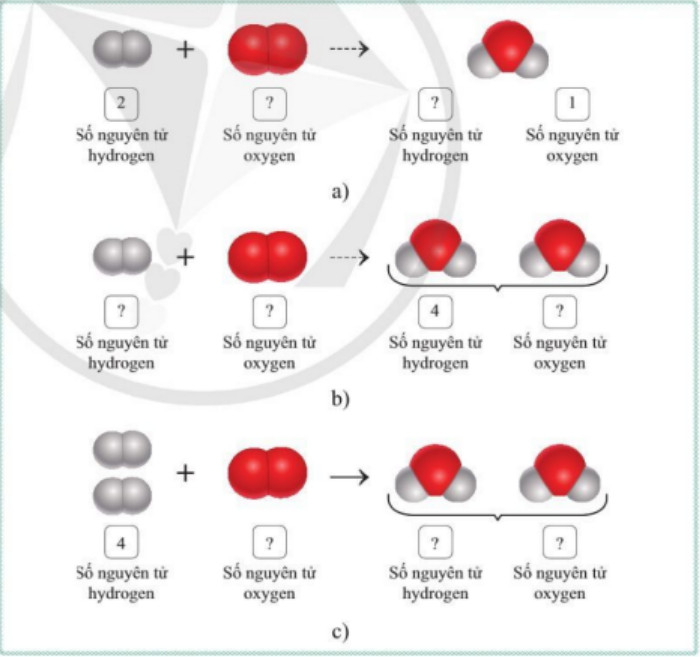 +
2 ? ? 1
Số nguyên tử Số nguyên tử Số nguyên tử Số nguyên tử
hydrogen oxygen hydrogen oxygen
a)
+
? ? 4 ?
Số nguyên tử Số nguyên tử Số nguyên tử Số nguyên tử
hydrogen oxygen hydrogen oxygen
b)
+
4 ? ? ?
Số nguyên tử Số nguyên tử Số nguyên tử Số nguyên tử
hydrogen oxygen hydrogen oxygen
c)